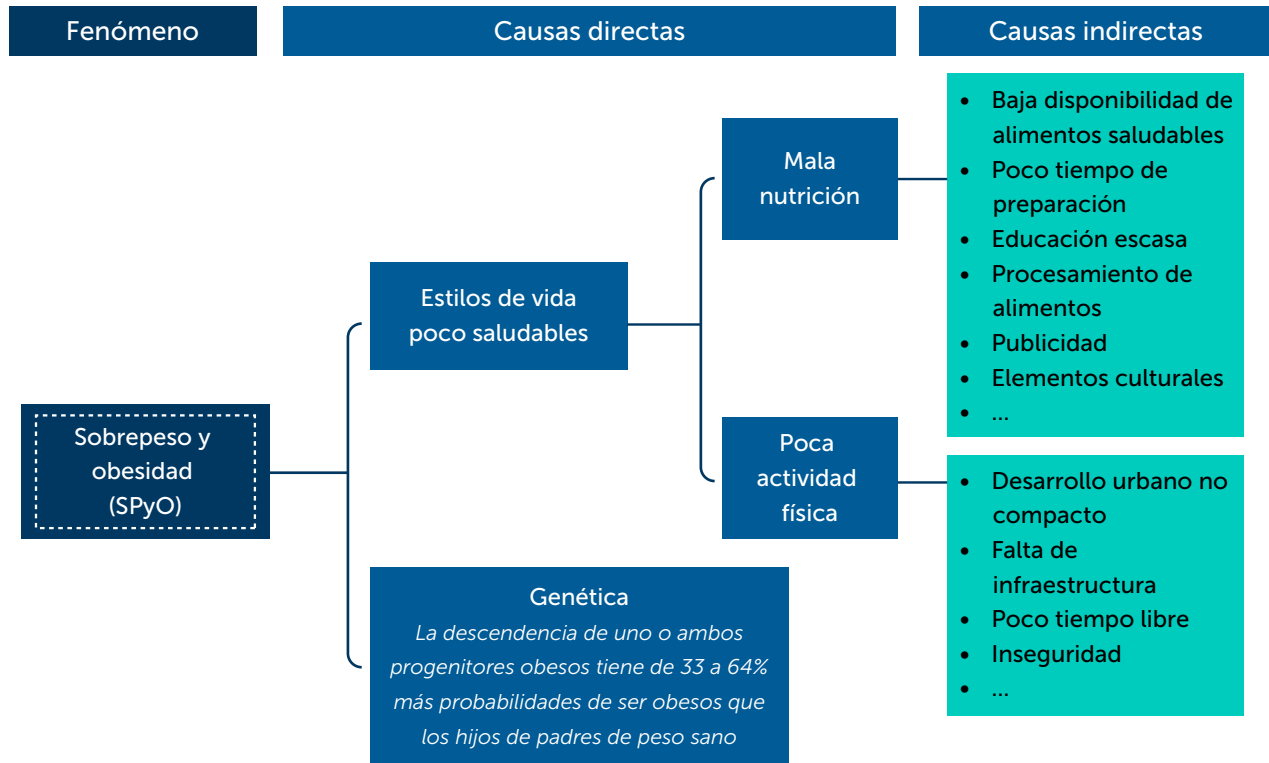 Fenómeno
Causas directas
Causas indirectas
Sobrepeso y
obesidad
(SPyO)
Estilos de vida
poco saludables
Genética
La descendencia de uno o ambos
progenitores obesos tiene de 33 a 64%
más probabilidades de ser obesos que
los hijos de padres de peso sano
Mala
nutrición
Poca
actividad
física
• Baja disponibilidad de
alimentos saludables
• Poco tiempo de
preparación
• Educación escasa
• Procesamiento de
alimentos
• Publicidad
• Elementos culturales
• ...
• Desarrollo urbano no
compacto
• Falta de
infraestructura
• Poco tiempo libre
• Inseguridad
• ...